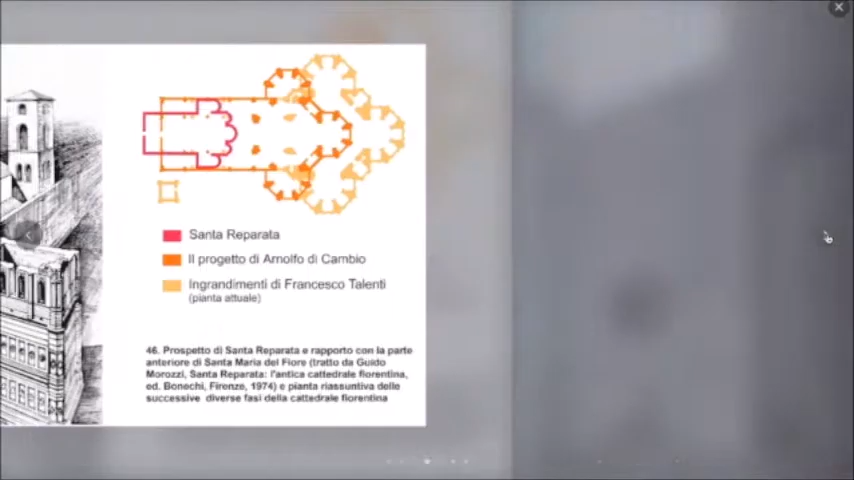 Santa Reparata
Il progetto di Arnolfo di Cambio
Ingrandimenti di Francesco Talenti
(pianta attuale)
46. Prospetto di Santa Reparata e rapporto con la parte
anteriore di Santa Maria del Fiore (tratto da Guido
Morozzi, Santa Reparata: l'antica cattedrale fiorentina,
ed. Bonechi, Firenze, 1974) e pianta riassuntiva delle
successive diverse fasi della cattedrale fiorentina